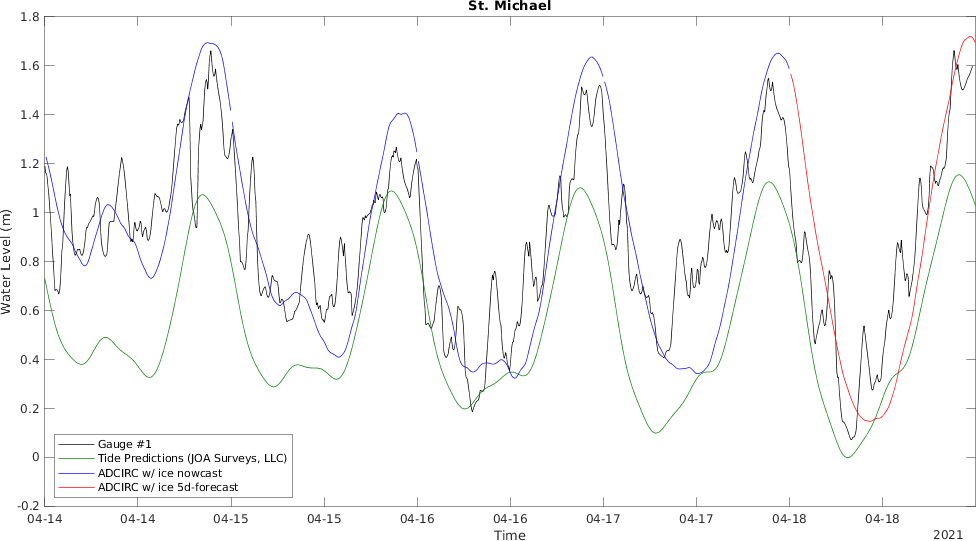 St. Michael
1.8
1.6
1.4
1.2
1
0.8
0.6
0.4
0.2
0
-0.2
Water Level (m)
Gauge #1
Tide Predictions (JOA Surveys, LLC)
ADCIRC w/ ice nowcast
ADCIRC w/ ice 5d-forecast
04-14 04-14 04-15 04-15 04-16 04-16 04-17 04-17 04-18 04-18
Time
2021